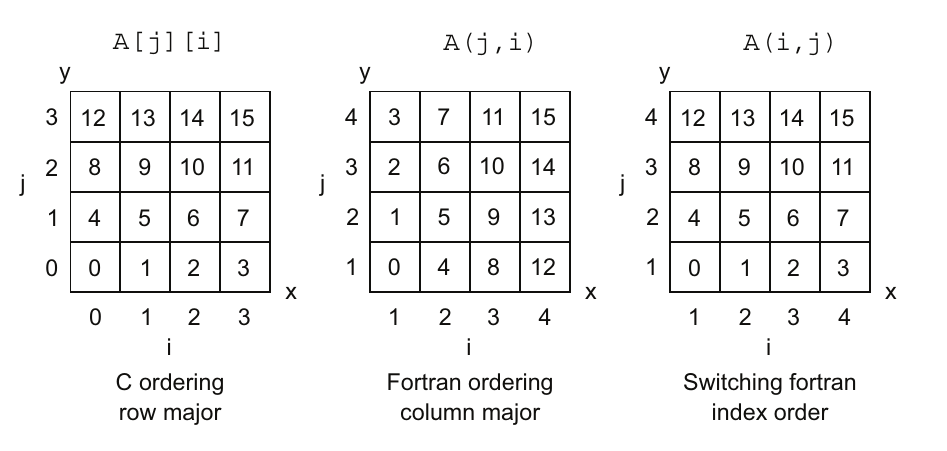 A[j][i]
y
3 12 13 14 15
j
2 8 9 10 11
1 4 5 6 7
0 0 1 2 3
x
0 1 2 3
i
C ordering
row major
A(j,i)
y
4 3 7 11 15
j
3 2 6 10 14
2 1 5 9 13
1 0 4 8 12
x
1 2 3 4
i
Fortran ordering
column major
A(i,j)
y
4 12 13 14 15
j
3 8 9 10 11
2 4 5 6 7
1 0 1 2 3
x
1 2 3 4
i
Switching fortran
index order